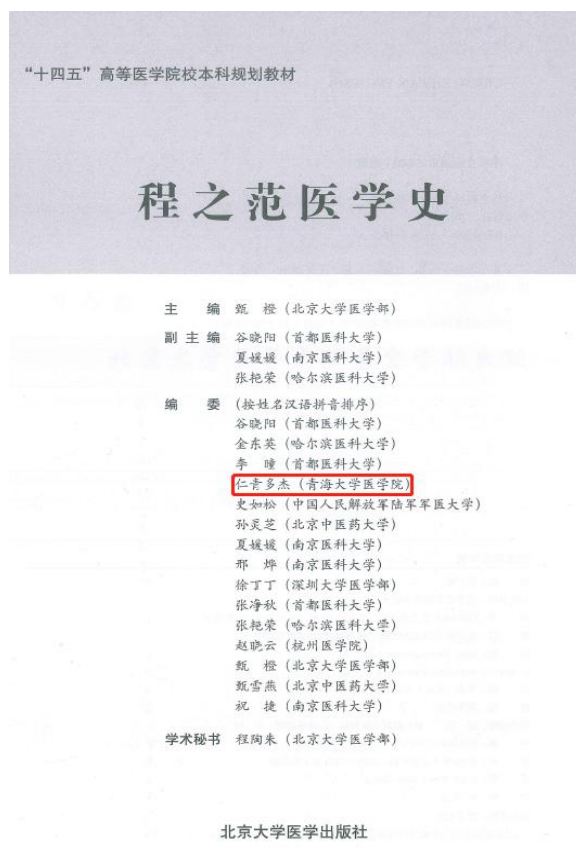 “十四五”高等医学院校本科规划教材
程之范医学史
主 编 甄 橙（北京大学医学部）
副主编 谷晓阳（首都医科大学）
夏媛媛（南京医科大学）
张艳荣（哈尔滨医科大学）
编 委 （按姓名汉语拼音排序）
谷晓阳（首都医科大学）
金东英（哈尔滨医科大学）
李 曈（首都医科大学）
仁青多杰（青海大学医学院）
史如松（中国人民解放军陆军军医大学）
孙灵芝（北京中医药大学）
夏媛媛（南京医科大学）
邢 烨（南京医科大学）
徐丁丁（深圳大学医学部）
张净秋（首都医科大学）
张艳荣（哈尔滨医科大学）
赵晓云（杭州医学院）
甄 橙（北京大学医学部）
甄雪燕（北京中医药大学）
祝 捷（南京医科大学）
学术秘书 程陶朱（北京大学医学部）
北京大学医学出版社